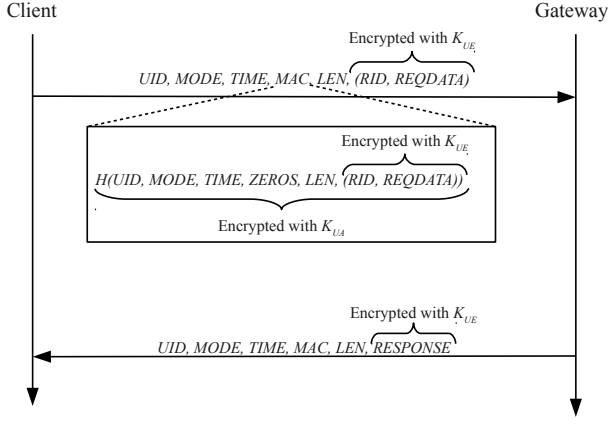 Client
Gateway
Encrypted with K_UE
UID, MODE, TIME, MAC, LEN, (RID, REQDATA)
Encrypted with K_UE
H(UID, MODE, TIME, ZEROS, LEN, (RID, REQDATA))
Encrypted with K_UA
Encrypted with K_UE
UID, MODE, TIME, MAC, LEN, RESPONSE